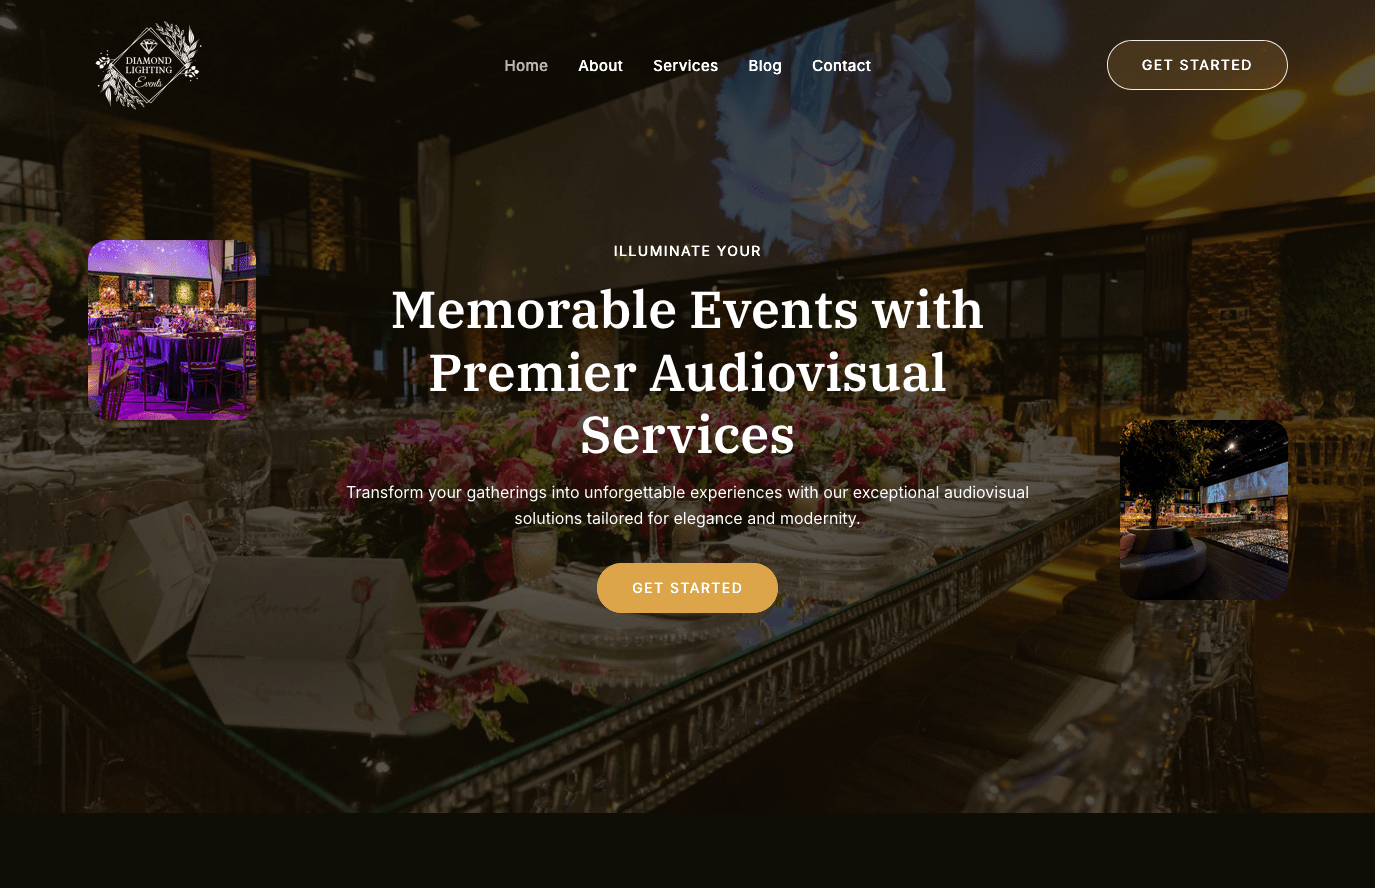 DIAMOND
LIGHTING
Events
Home
About
Services
Blog
Contact
GET STARTED
ILLUMINATE YOUR
Memorable Events with
Premier Audiovisual
Services
Transform your gatherings into unforgettable experiences with our exceptional audiovisual
solutions tailored for elegance and modernity.
GET STARTED